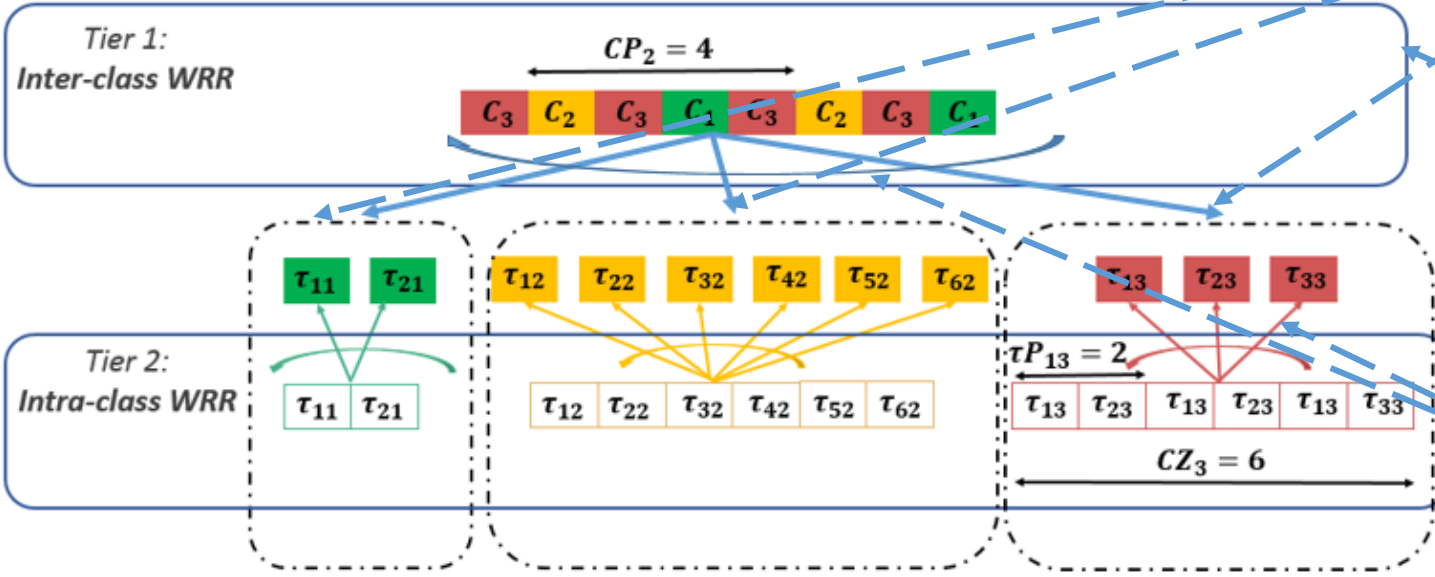 Tier 1:
Inter-class WRR
CP₂ = 4
C₃ C₂ C₃ C₁ C₃ C₂ C₃ C₁
τ₁₁ τ₂₁
τ₁₂ τ₂₂ τ₃₂ τ₄₂ τ₅₂ τ₆₂
τ₁₃ τ₂₃ τ₃₃
Tier 2:
Intra-class WRR
τ₁₁ τ₂₁
τ₁₂ τ₂₂ τ₃₂ τ₄₂ τ₅₂ τ₆₂
τP₁₃ = 2
τ₁₃ τ₂₃ τ₁₃ τ₂₃ τ₁₃ τ₃₃
CZ₃ = 6